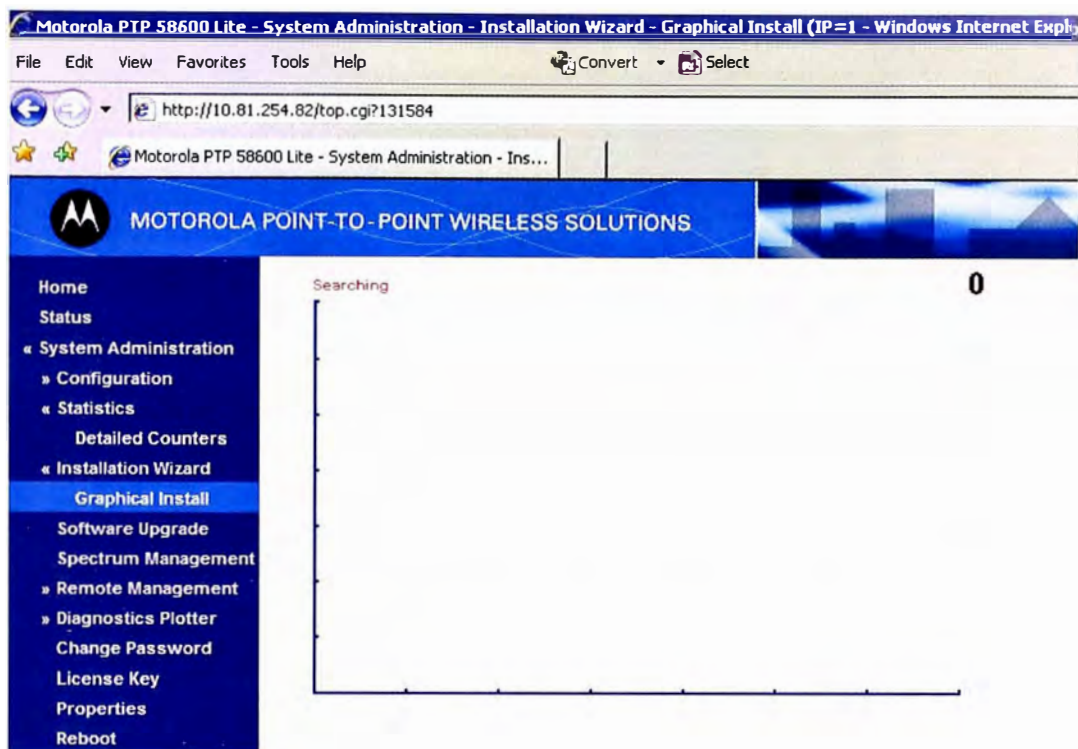 Motorola PTP 58600 Lite - System Administration - Installation Wizard - Graphical Install (IP=1 - Windows Internet Expl
File Edit View Favorites Tools Help Convert Select
http://10.81.254.82/top.cgi?131584
Motorola PTP 58600 Lite - System Administration - Ins...
MOTOROLA POINT-TO-POINT WIRELESS SOLUTIONS
Home
Status
« System Administration
» Configuration
« Statistics
Detailed Counters
« Installation Wizard
Graphical Install
Software Upgrade
Spectrum Management
» Remote Management
» Diagnostics Plotter
Change Password
License Key
Properties
Reboot
Searching
0